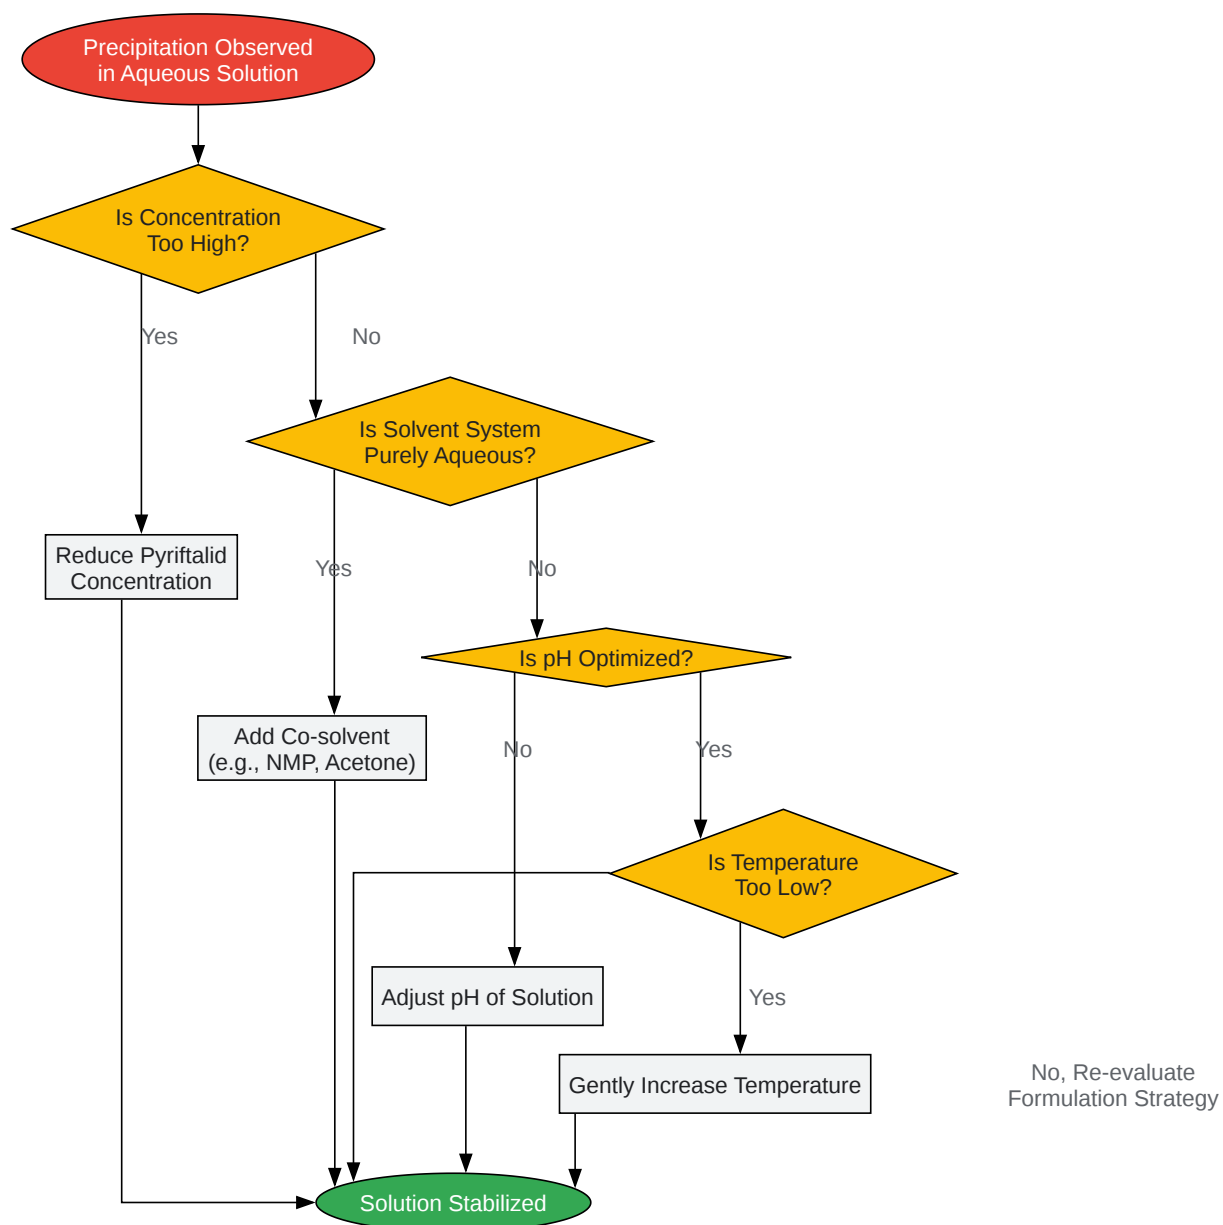 Precipitation Observed
in Aqueous Solution
Is Concentration
Too High?
Yes
No
Is Solvent System
Purely Aqueous?
Reduce Pyriftalid
Concentration
Yes
No
Is pH Optimized?
Add Co-solvent
(e.g., NMP, Acetone)
No
Yes
Is Temperature
Too Low?
Adjust pH of Solution
Yes
Gently Increase Temperature
No, Re-evaluate
Formulation Strategy
Solution Stabilized